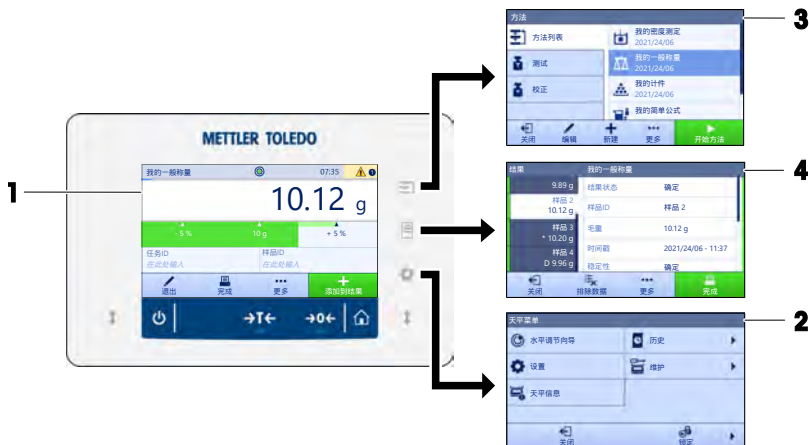 方法
3
方法列表
我的密度测定
2021/24/06
测试
我的一般称量
2021/24/06
校正
我的计件
2021/24/06
我的简单公式
关闭
编辑
新建
更多
开始方法
METTLER TOLEDO
1
我的一般称量
07:35
10.12 g
- 5 %
10 g
+ 5 %
任务ID
在此处输入
样品ID
在此处输入
退出
完成
更多
添加到结果
→T←
→0←
结果
我的一般称量
4
9.89 g
结果状态
确定
样品 2
10.12 g
样品ID
样品 2
样品 3
* 10.20 g
毛重
10.12 g
样品 4
D 9.96 g
时间戳
2021/24/06 - 11:37
稳定性
确定
关闭
排除数据
更多
完成
天平菜单
2
水平调节向导
历史
设置
维护
天平信息
关闭
锁定